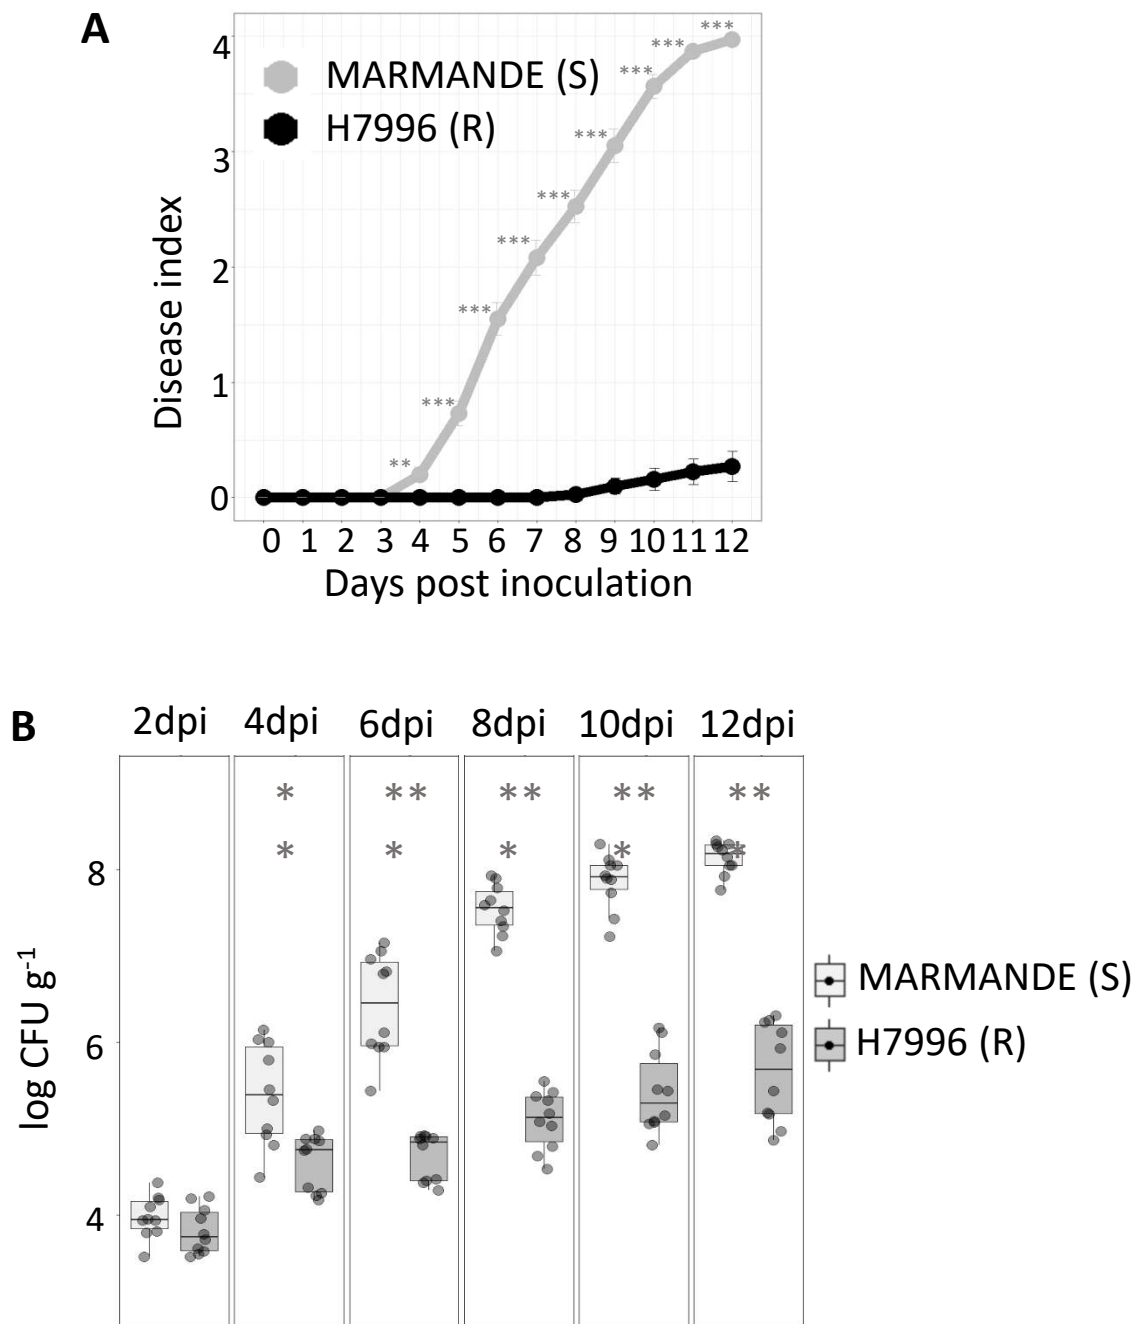 A
4
3
2
1
0
Disease index
MARMANDE (S)
H7996 (R)
**
***
***
***
***
***
***
***
***
0 1 2 3 4 5 6 7 8 9 10 11 12
Days post inoculation
B
2dpi 4dpi 6dpi 8dpi 10dpi 12dpi
* ** ** ** **
* * * * *
8
6
4
log CFU g⁻¹
MARMANDE (S)
H7996 (R)